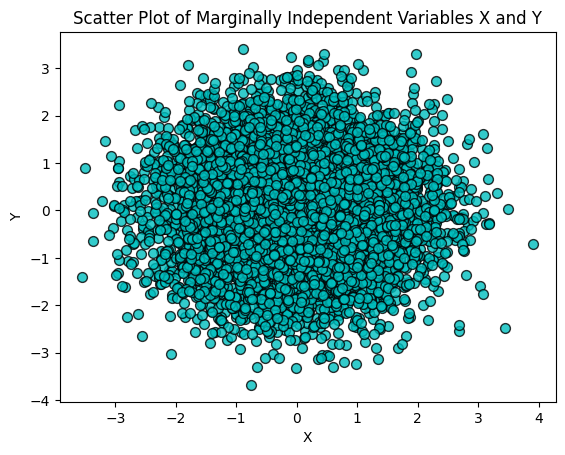 Scatter Plot of Marginally Independent Variables X and Y
3
2
1
0
−1
−2
−3
−4
Y
−3 −2 −1 0 1 2 3 4
X